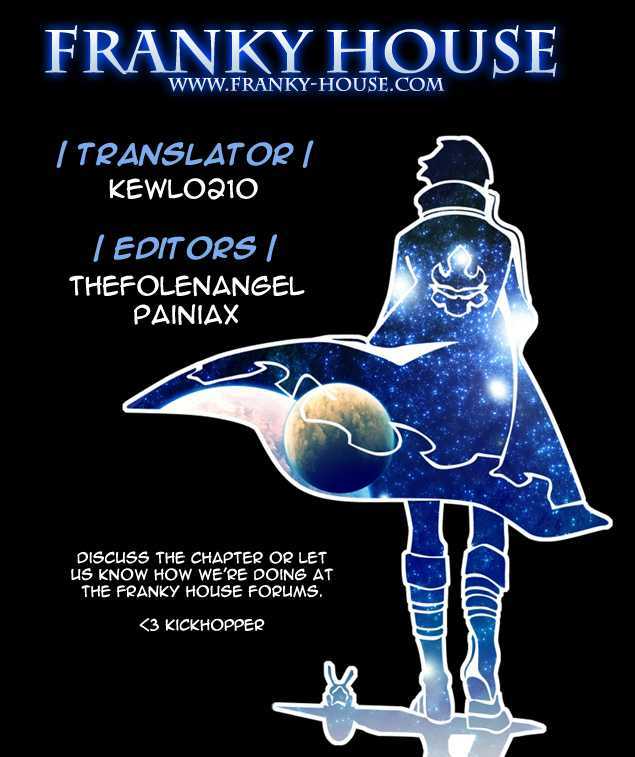 FRANKY HOUSE
WWW.FRANKY-HOUSE.COM
| TRANSLATOR |
KEWL0210
| EDITORS |
THEFOLENANGEL
PAINIAX
DISCUSS THE CHAPTER OR LET
US KNOW HOW WE'RE DOING AT
THE FRANKY HOUSE FORUMS.
<3 KICKHOPPER